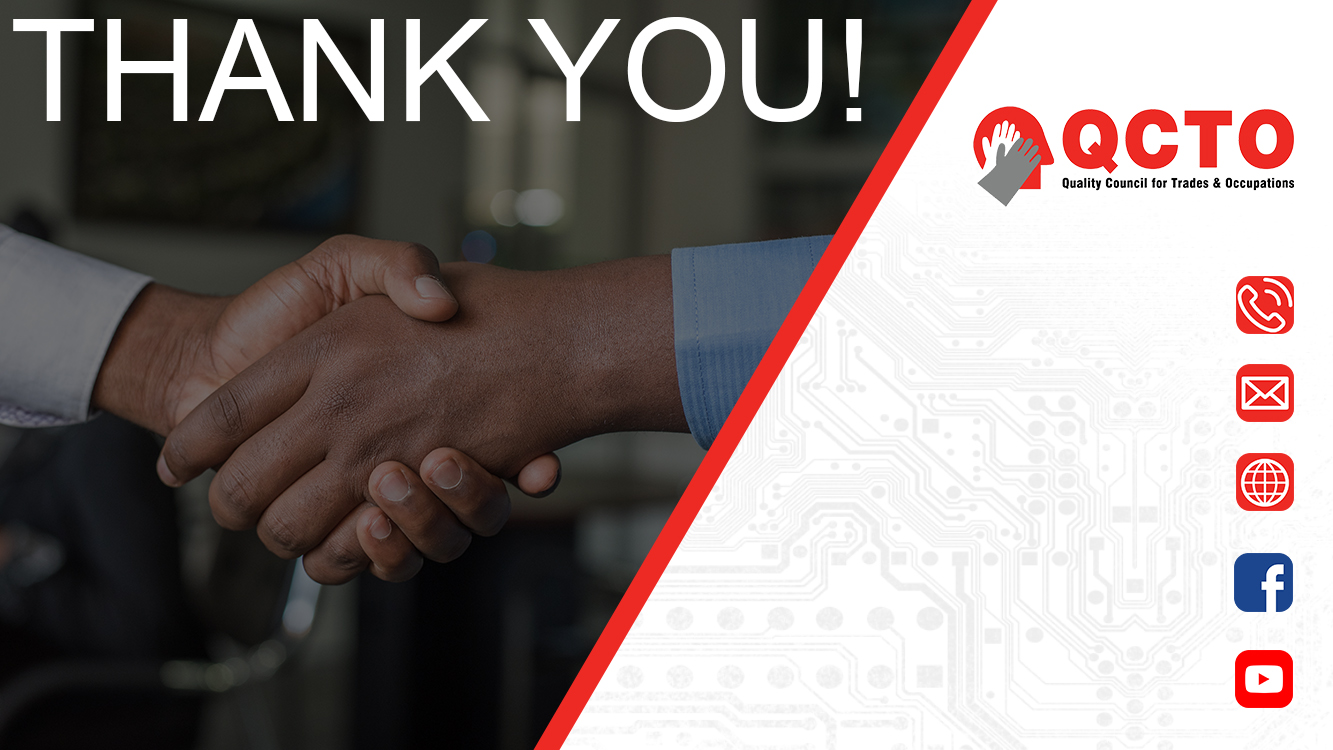 THANK YOU!
QCTO
Quality Council for Trades & Occupations